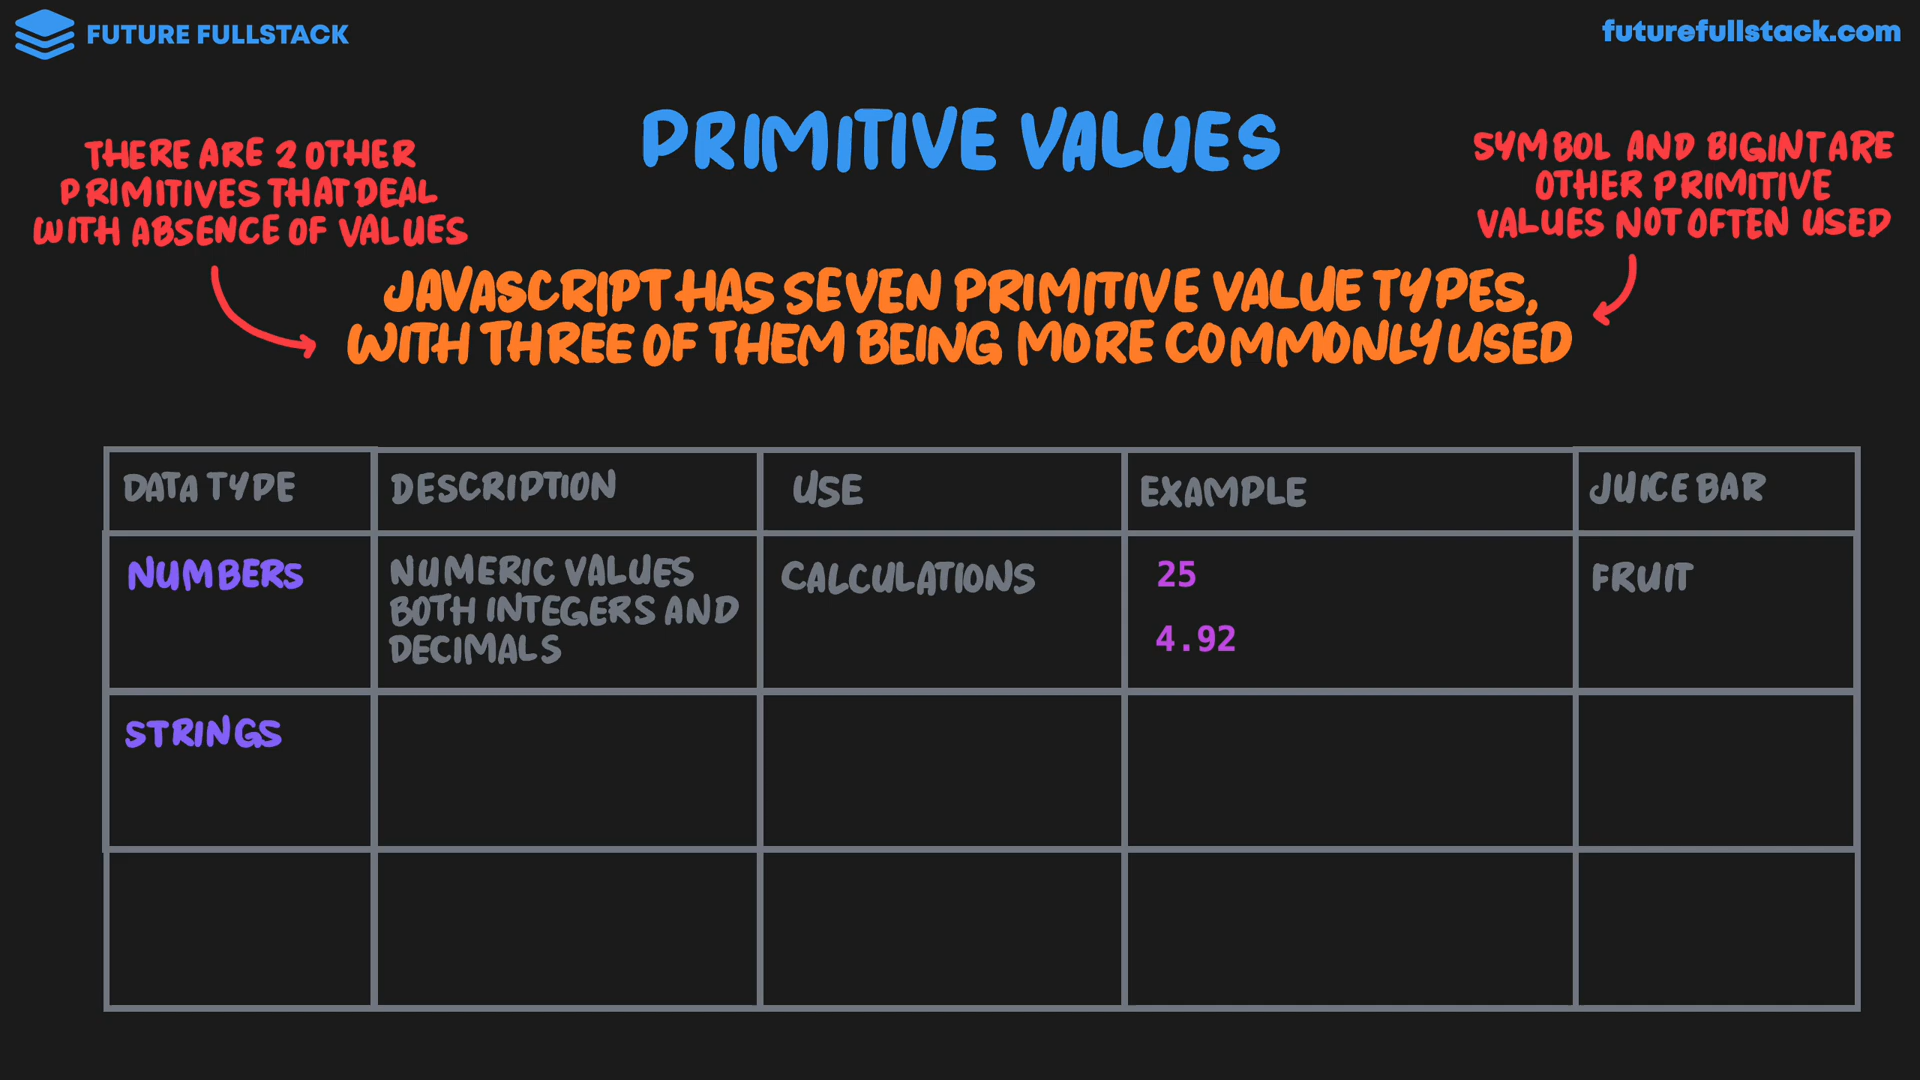 FUTURE FULLSTACK
futurefullstack.com
PRIMITIVE VALUES
THERE ARE 2 OTHER
PRIMITIVES THAT DEAL
WITH ABSENCE OF VALUES
SYMBOL AND BIGINT ARE
OTHER PRIMITIVE
VALUES NOT OFTEN USED
JAVASCRIPT HAS SEVEN PRIMITIVE VALUE TYPES,
WITH THREE OF THEM BEING MORE COMMONLY USED
DATA TYPE
DESCRIPTION
USE
EXAMPLE
JUICE BAR
NUMBERS
NUMERIC VALUES
BOTH INTEGERS AND
DECIMALS
CALCULATIONS
25
4.92
FRUIT
STRINGS